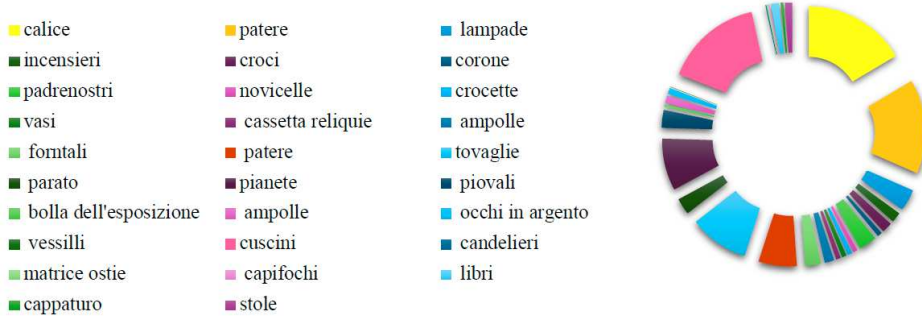 calice patere lampade
incensieri croci corone
padrenostri novicelle crocette
vasi cassetta reliquie ampolle
forntali patere tovaglie
parato pianete piovali
bolla dell'esposizione ampolle occhi in argento
vessilli cuscini candelieri
matrice ostie capifochi libri
cappaturo stole